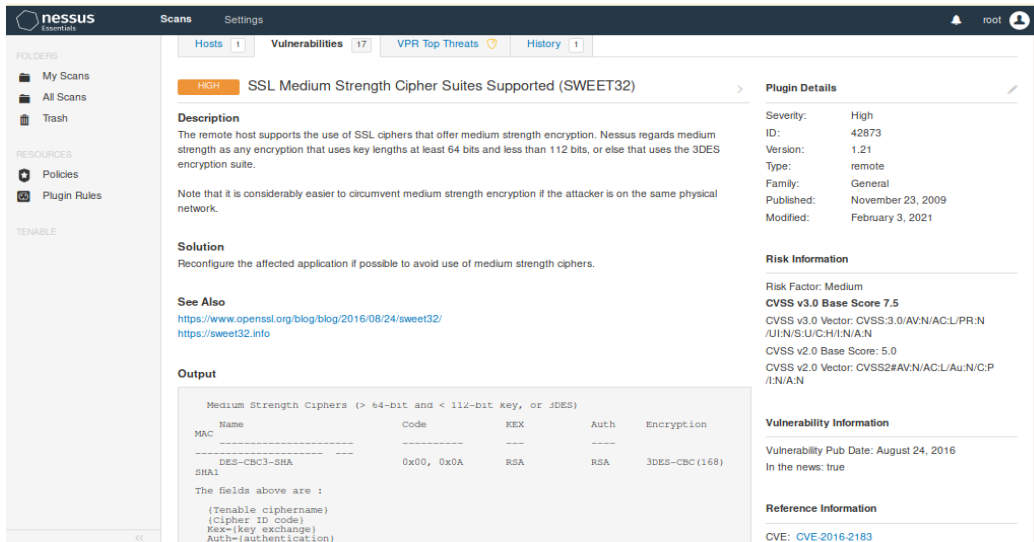 nessus
Essentials
Scans
Settings
root
FOLDERS
My Scans
All Scans
Trash
RESOURCES
Policies
Plugin Rules
TENABLE
Hosts 1
Vulnerabilities 17
VPR Top Threats
History 1
HIGH SSL Medium Strength Cipher Suites Supported (SWEET32)
Description
The remote host supports the use of SSL ciphers that offer medium strength encryption. Nessus regards medium
strength as any encryption that uses key lengths at least 64 bits and less than 112 bits, or else that uses the 3DES
encryption suite.
Note that it is considerably easier to circumvent medium strength encryption if the attacker is on the same physical
network.
Solution
Reconfigure the affected application if possible to avoid use of medium strength ciphers.
See Also
https://www.openssl.org/blog/blog/2016/08/24/sweet32/
https://sweet32.info
Output
Medium Strength Ciphers (> 64-bit and < 112-bit key, or 3DES)
Name Code KEX Auth Encryption
MAC
---------------------- ---------- --- ----
--------------------- ---
DES-CBC3-SHA 0x00, 0x0A RSA RSA 3DES-CBC(168)
SHA1
The fields above are :
{Tenable ciphername}
{Cipher ID code}
Kex={key exchange}
Auth={authentication}
Plugin Details
Severity: High
ID: 42873
Version: 1.21
Type: remote
Family: General
Published: November 23, 2009
Modified: February 3, 2021
Risk Information
Risk Factor: Medium
CVSS v3.0 Base Score 7.5
CVSS v3.0 Vector: CVSS:3.0/AV:N/AC:L/PR:N
/UI:N/S:U/C:H/I:N/A:N
CVSS v2.0 Base Score: 5.0
CVSS v2.0 Vector: CVSS2#AV:N/AC:L/Au:N/C:P
/I:N/A:N
Vulnerability Information
Vulnerability Pub Date: August 24, 2016
In the news: true
Reference Information
CVE: CVE-2016-2183